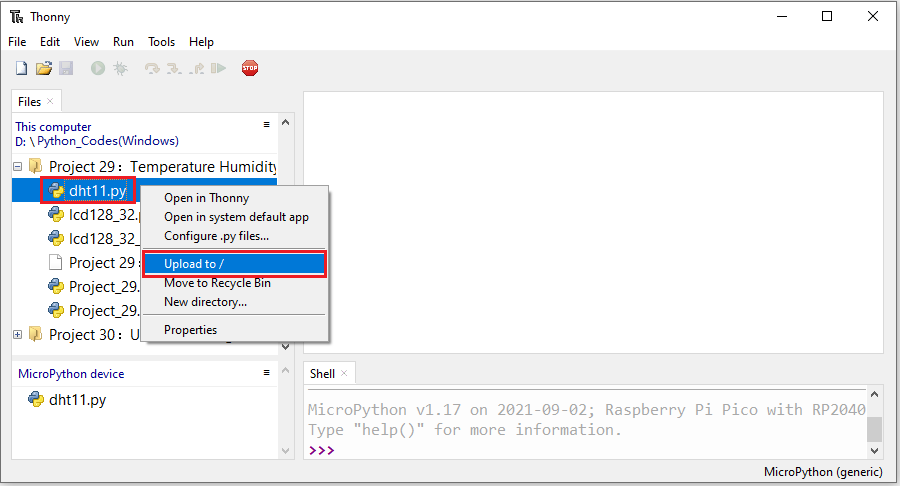 Thonny
File Edit View Run Tools Help
STOP
Files
This computer
D: \Python_Codes(Windows)
Project 29：Temperature Humidity
dht11.py
lcd128_32.
lcd128_32_
Project 29
Project_29.
Project_29.
Project 30：U
Open in Thonny
Open in system default app
Configure .py files...
Upload to /
Move to Recycle Bin
New directory...
Properties
MicroPython device
dht11.py
Shell
MicroPython v1.17 on 2021-09-02; Raspberry Pi Pico with RP2040
Type "help()" for more information.
>>>
MicroPython (generic)